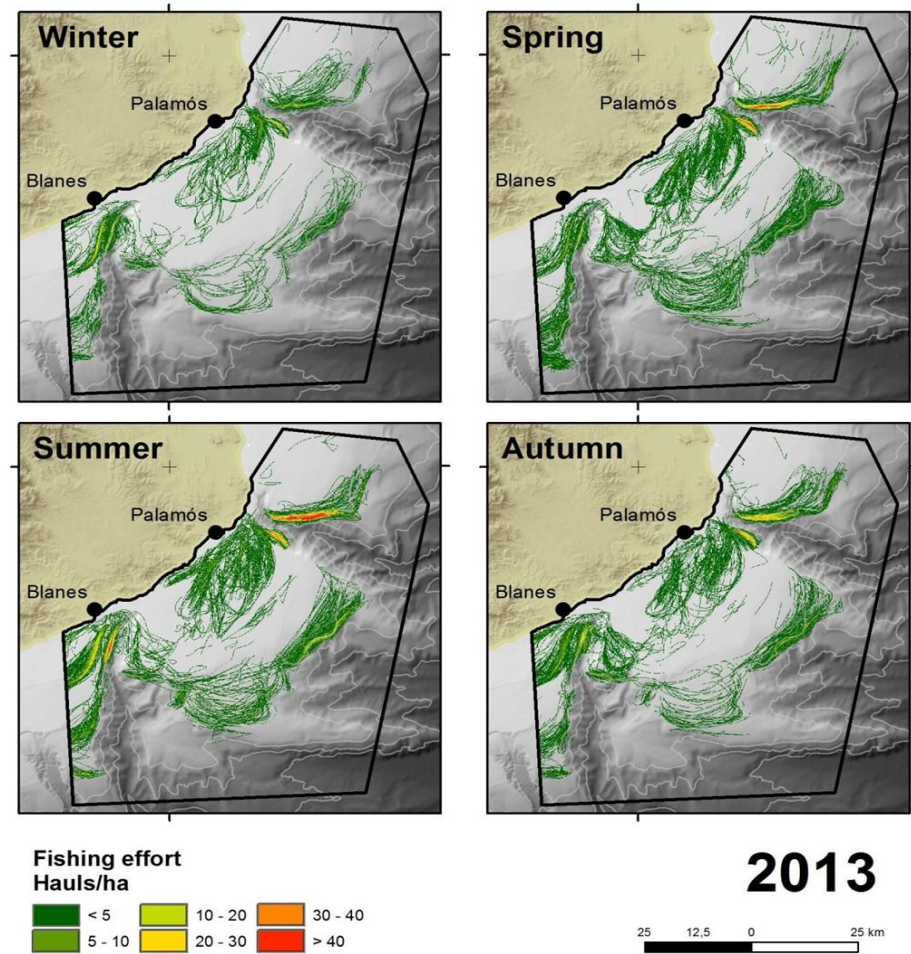 Winter
Palamós
Blanes
Spring
Palamós
Blanes
Summer
Palamós
Blanes
Autumn
Palamós
Blanes
Fishing effort
Hauls/ha
< 5
10 - 20
30 - 40
5 - 10
20 - 30
> 40
2013
25 12,5 0 25 km